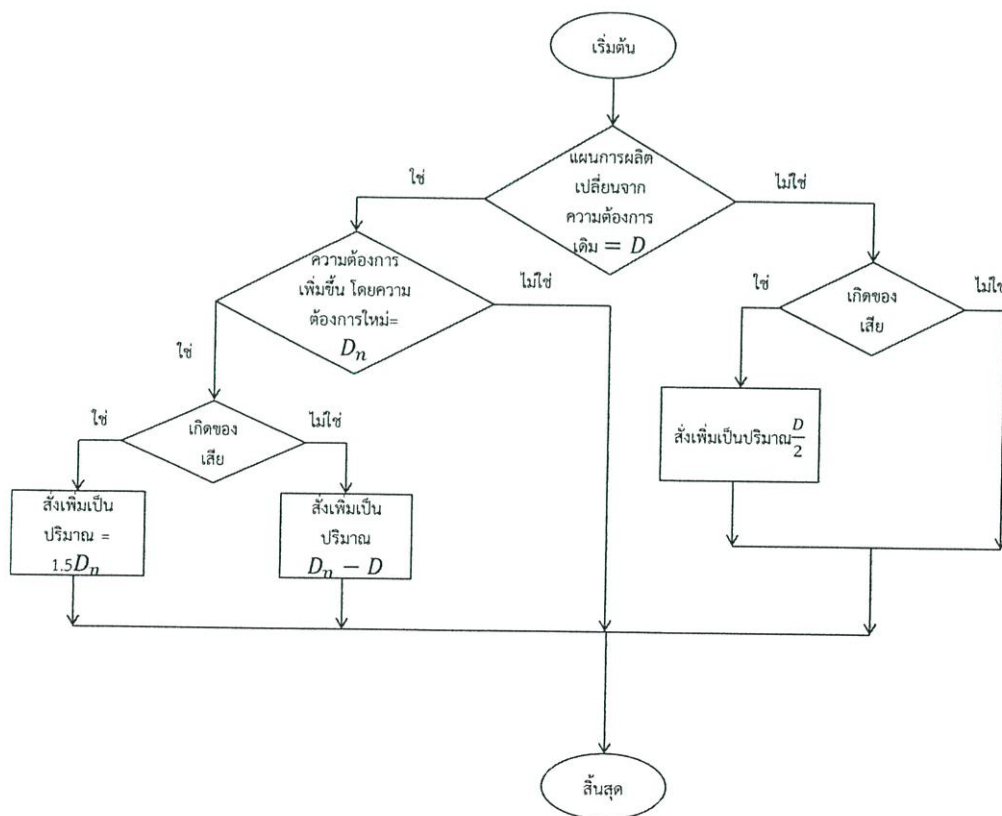 เริ่มต้น
แผนการผลิต
เปลี่ยนจาก
ความต้องการ
เดิม = D
ใช่
ไม่ใช่
ความต้องการ
เพิ่มขึ้น โดยความ
ต้องการใหม่=
D_n
ไม่ใช่
ใช่
เกิดของ
เสีย
ไม่ใช่
ใช่
ใช่
เกิดของ
เสีย
ไม่ใช่
สั่งเพิ่มเป็นปริมาณ D/2
สั่งเพิ่มเป็น
ปริมาณ =
1.5D_n
สั่งเพิ่มเป็น
ปริมาณ
D_n − D
สิ้นสุด